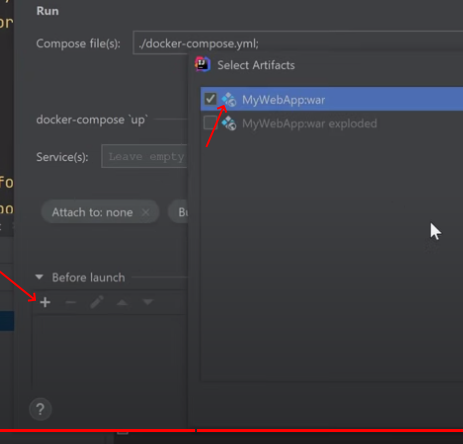 Run
Compose file(s): ./docker-compose.yml;
Select Artifacts
MyWebApp:war
docker-compose `up`
MyWebApp:war exploded
Service(s): Leave empty
Attach to: none × Bu
Before launch
?